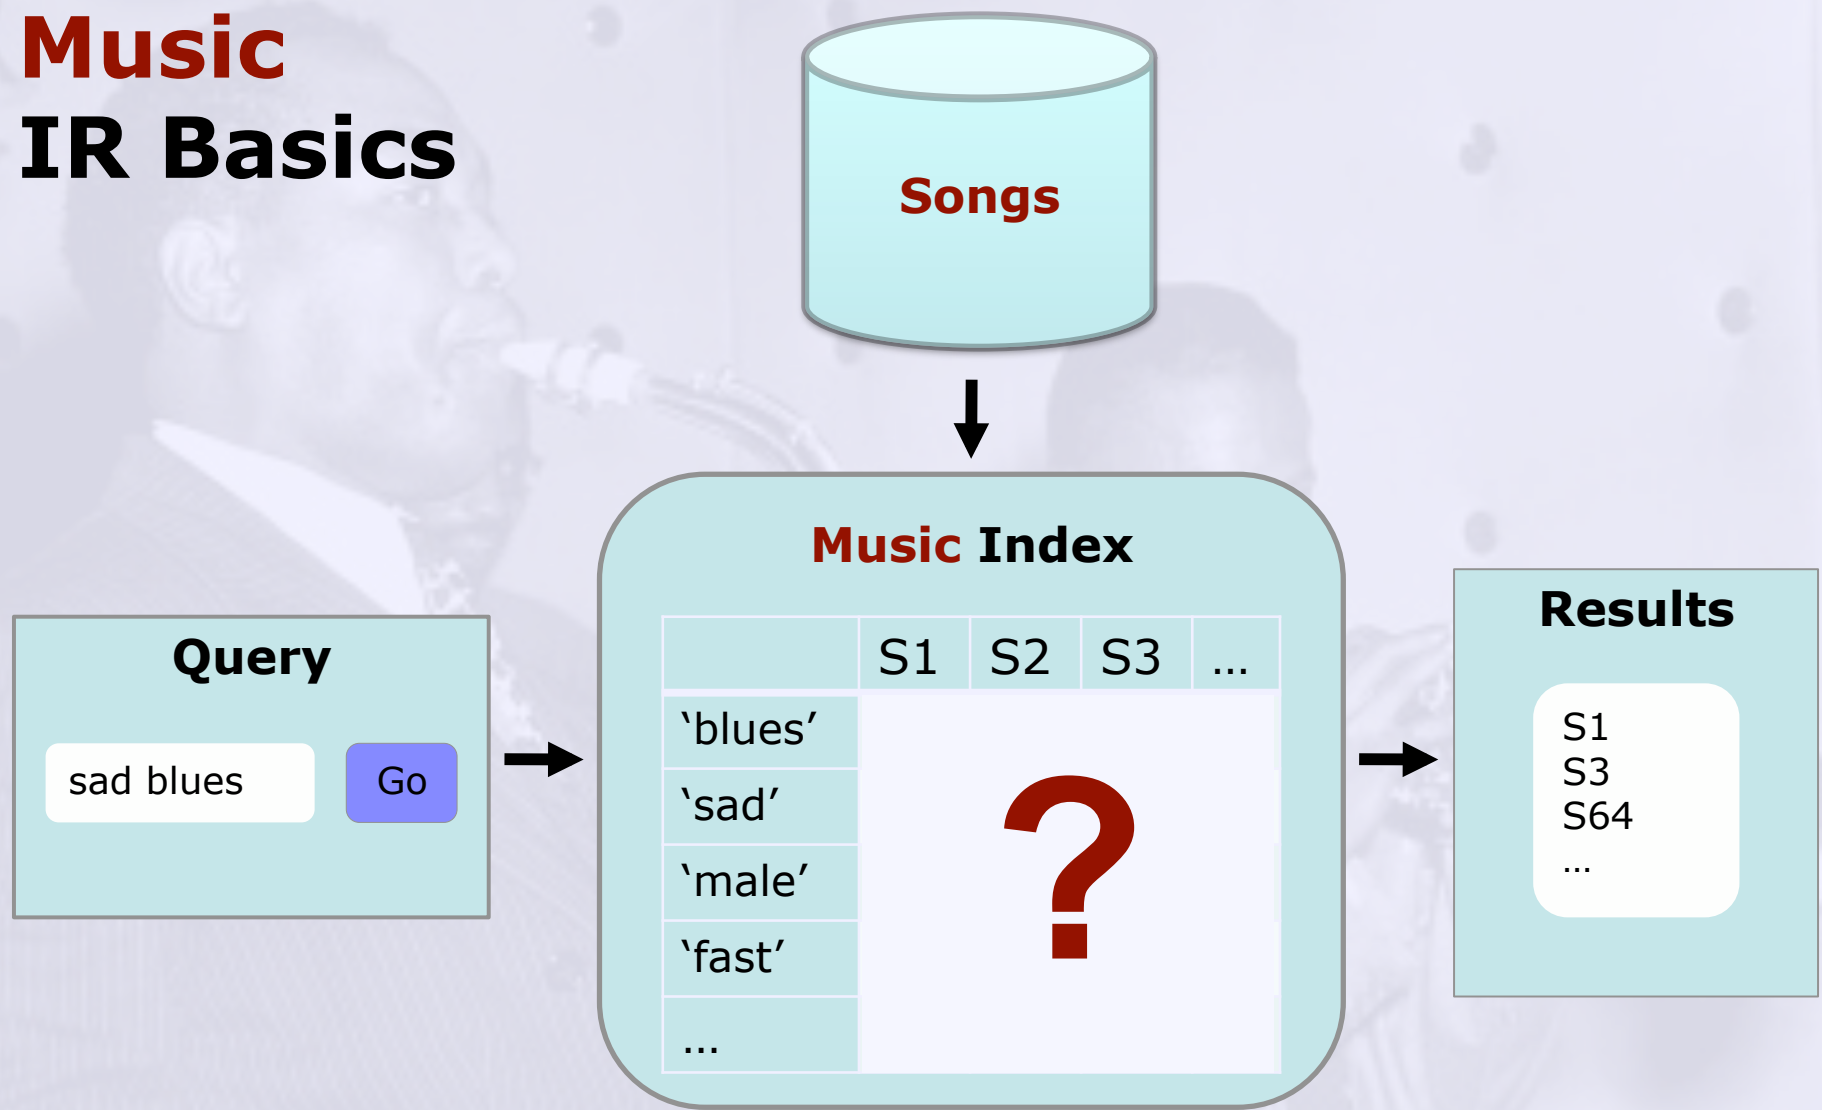 Music
IR Basics
Songs
Music Index
S1 S2 S3 ...
‘blues’
‘sad’
‘male’
‘fast’
...
?
Query
sad blues
Go
Results
S1
S3
S64
...